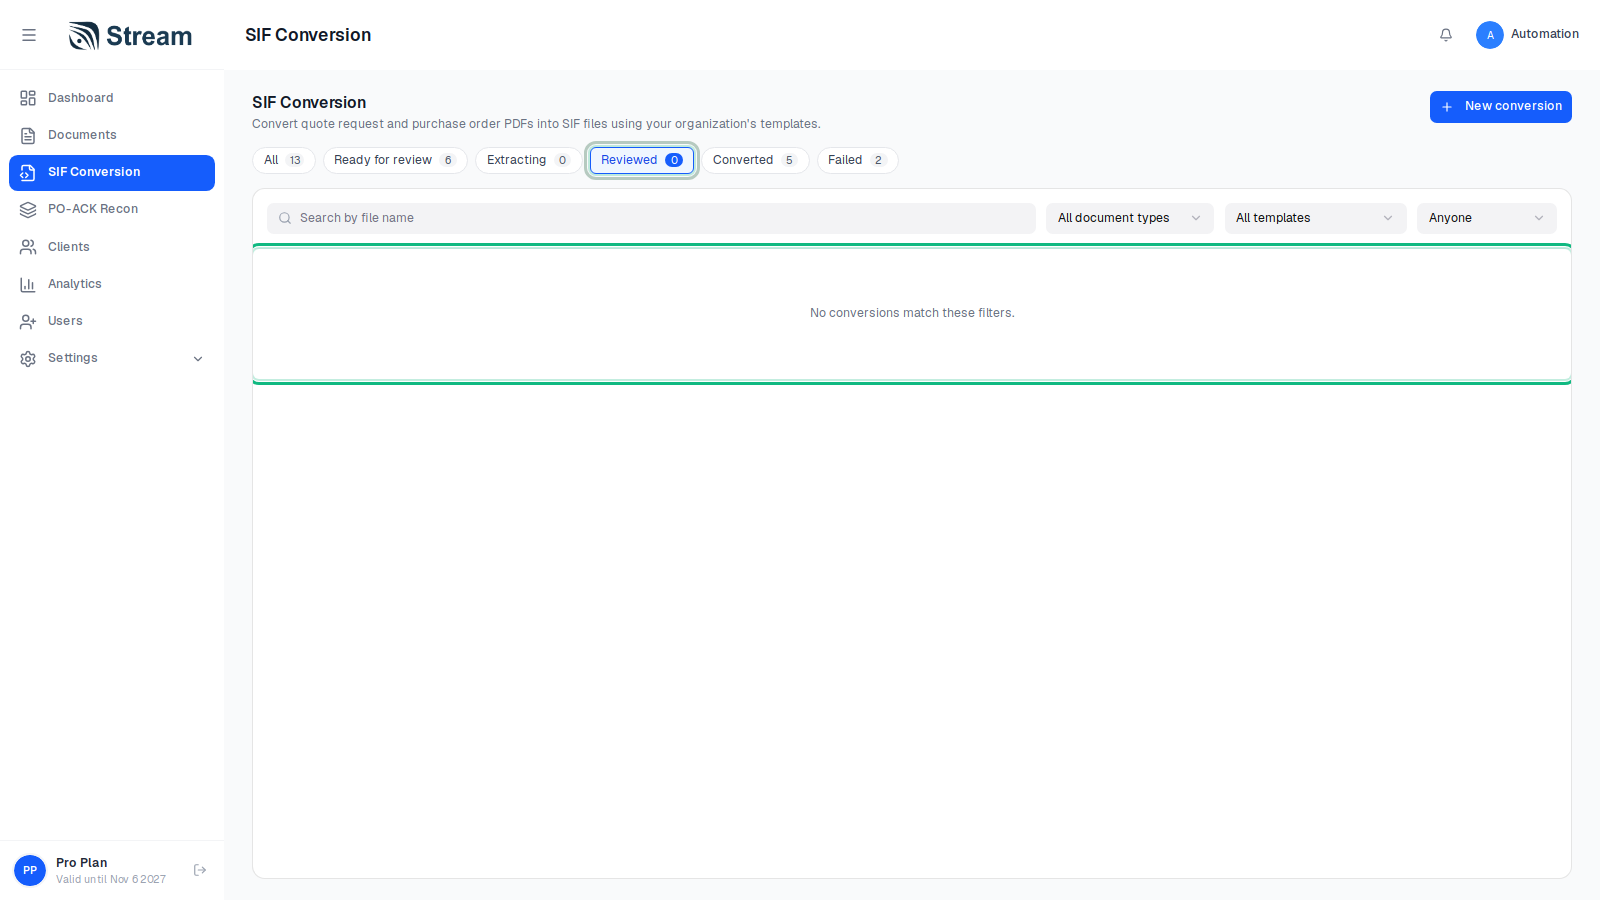 Stream
SIF Conversion
A
Automation
Dashboard
Documents
SIF Conversion
PO-ACK Recon
Clients
Analytics
Users
Settings
SIF Conversion
Convert quote request and purchase order PDFs into SIF files using your organization's templates.
New conversion
All 13
Ready for review 6
Extracting 0
Reviewed 0
Converted 5
Failed 2
Search by file name
All document types
All templates
Anyone
No conversions match these filters.
PP
Pro Plan
Valid until Nov 6 2027